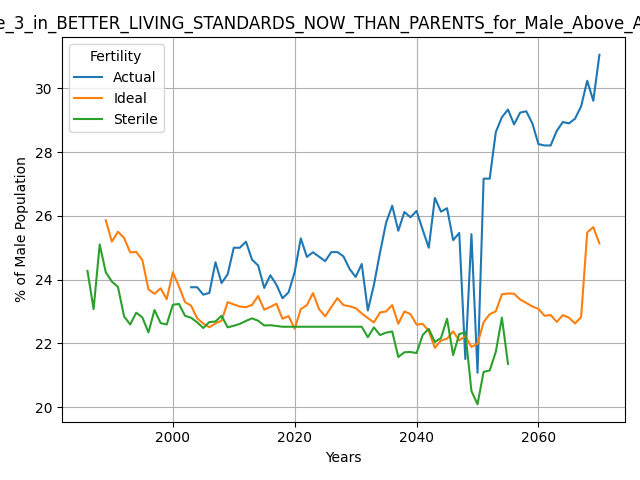 e_3_in_BETTER_LIVING_STANDARDS_NOW_THAN_PARENTS_for_Male_Above_A
Fertility
Actual
Ideal
Sterile
% of Male Population
30
28
26
24
22
20
2000
2020
2040
2060
Years